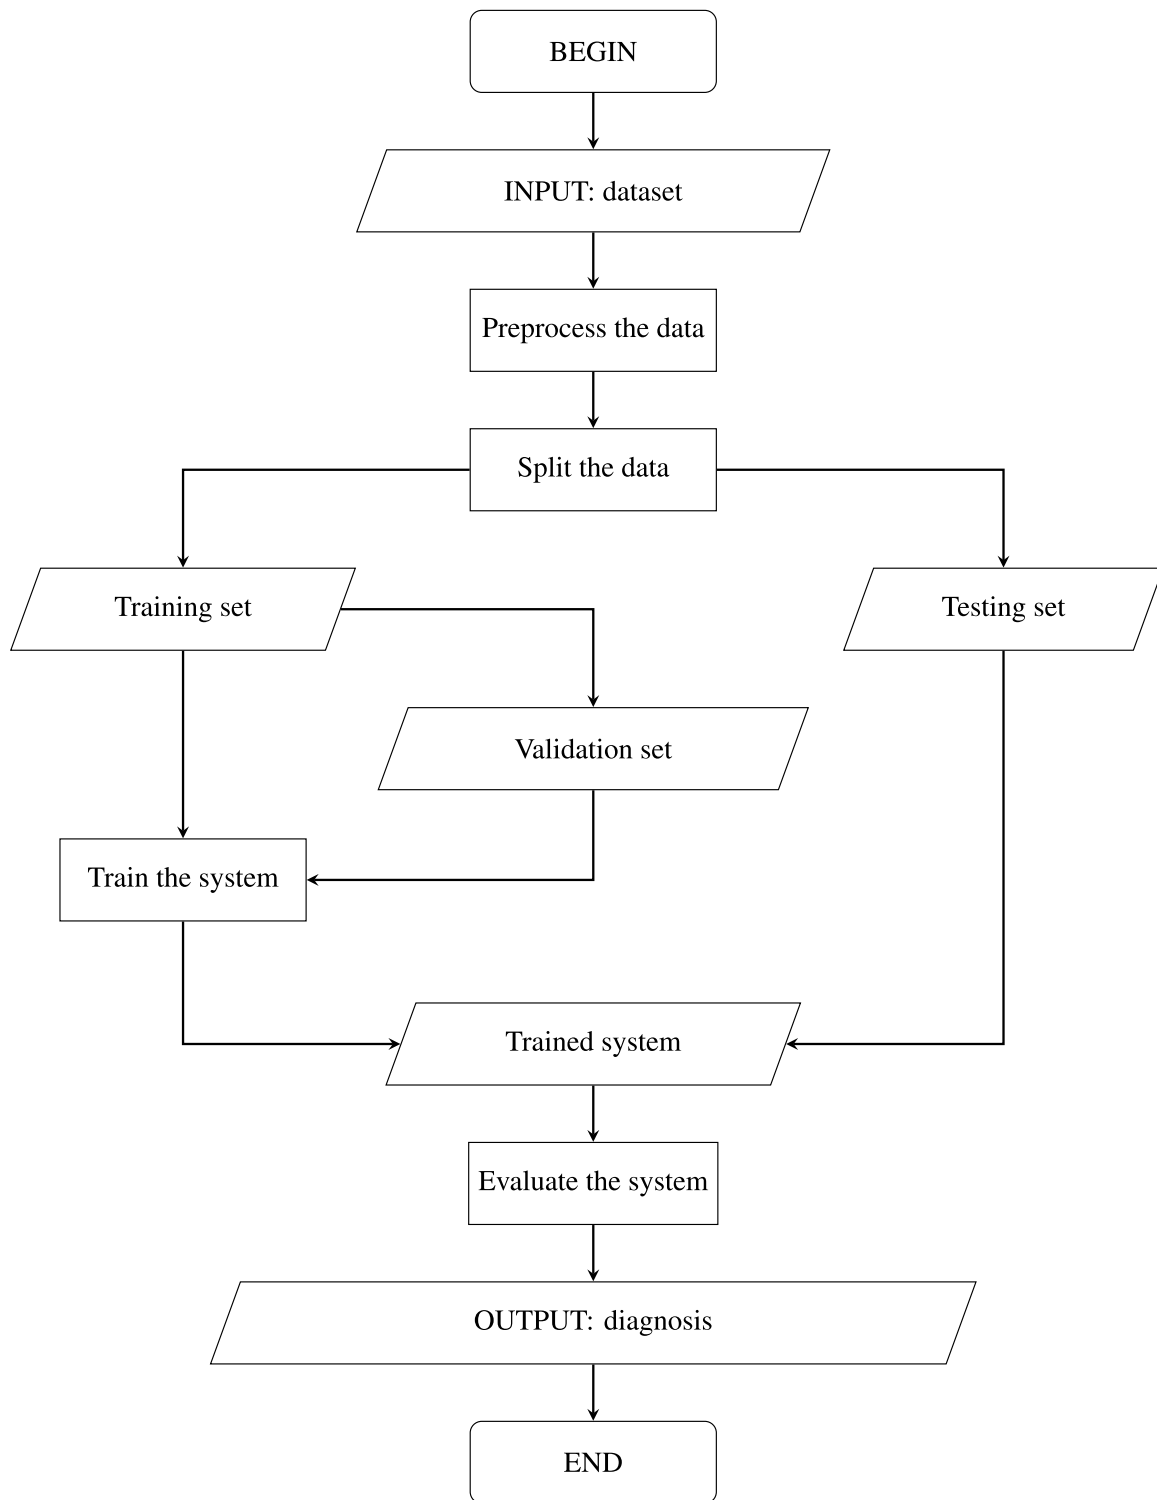 BEGIN
INPUT: dataset
Preprocess the data
Split the data
Training set
Testing set
Validation set
Train the system
Trained system
Evaluate the system
OUTPUT: diagnosis
END